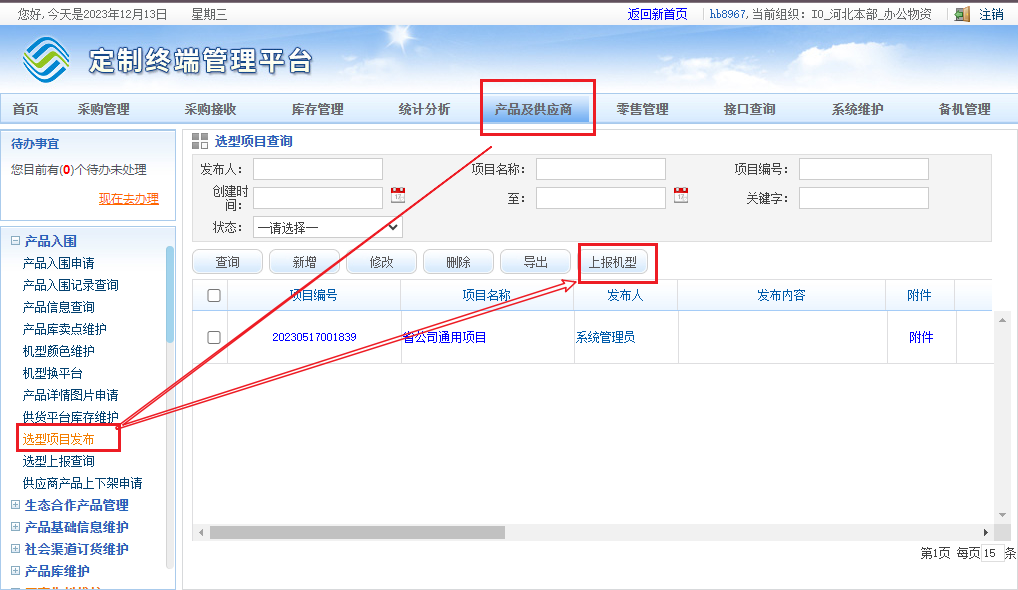 您好,今天是2023年12月13日 星期三 返回新首页 hb8967,当前组织：IO_河北本部_办公物资 注销
定制终端管理平台
首页 采购管理 采购接收 库存管理 统计分析 产品及供应商 零售管理 接口查询 系统维护 备机管理
待办事宜
您目前有(0)个待办未处理
现在去办理
产品入围
产品入围申请
产品入围记录查询
产品信息查询
产品库卖点维护
机型颜色维护
机型换平台
产品详情图片申请
供货平台库存维护
选型项目发布
选型上报查询
供应商产品上下架申请
生态合作产品管理
产品基础信息维护
社会渠道订货维护
产品库维护
选型项目查询
发布人： 项目名称： 项目编号：
创建时间： 至： 关键字：
状态： —请选择—
查询 新增 修改 删除 导出 上报机型
项目编号 项目名称 发布人 发布内容 附件
20230517001839 省公司通用项目 系统管理员 附件
第1页 每页 15 条